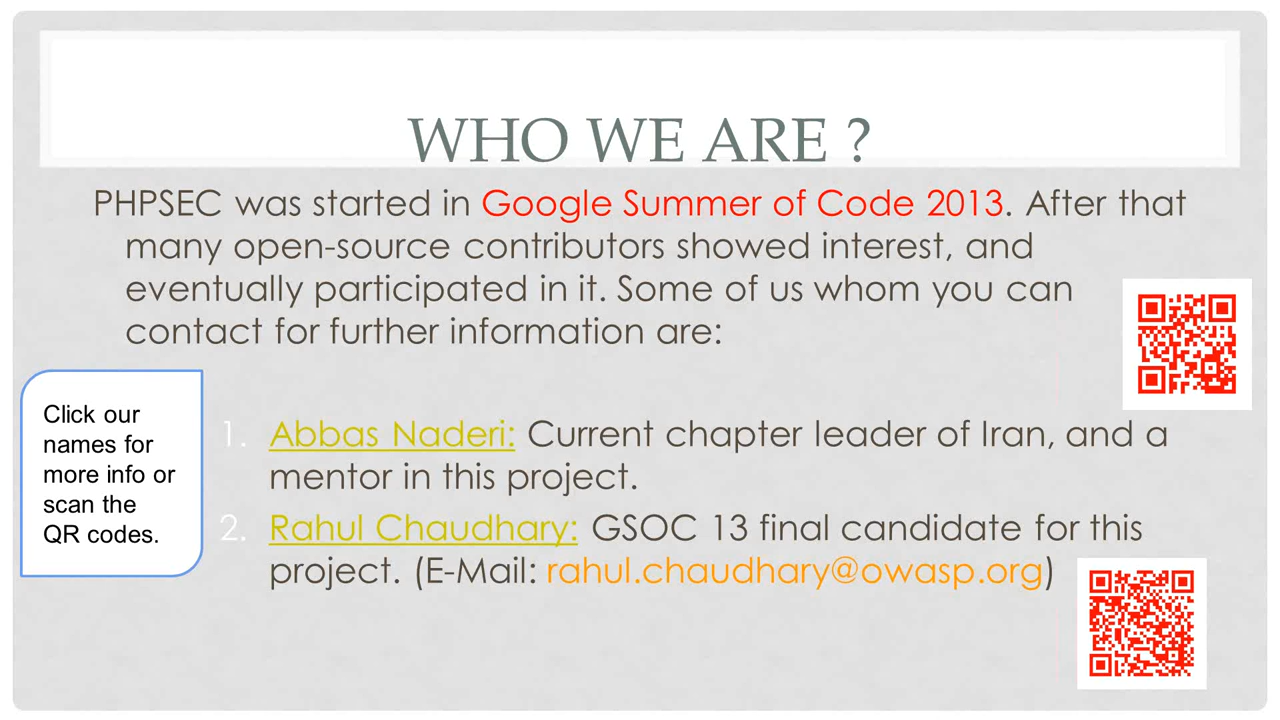 WHO WE ARE ?
PHPSEC was started in Google Summer of Code 2013. After that
many open-source contributors showed interest, and
eventually participated in it. Some of us whom you can
contact for further information are:
Click our
names for
more info or
scan the
QR codes.
1. Abbas Naderi: Current chapter leader of Iran, and a
mentor in this project.
2. Rahul Chaudhary: GSOC 13 final candidate for this
project. (E-Mail: rahul.chaudhary@owasp.org)